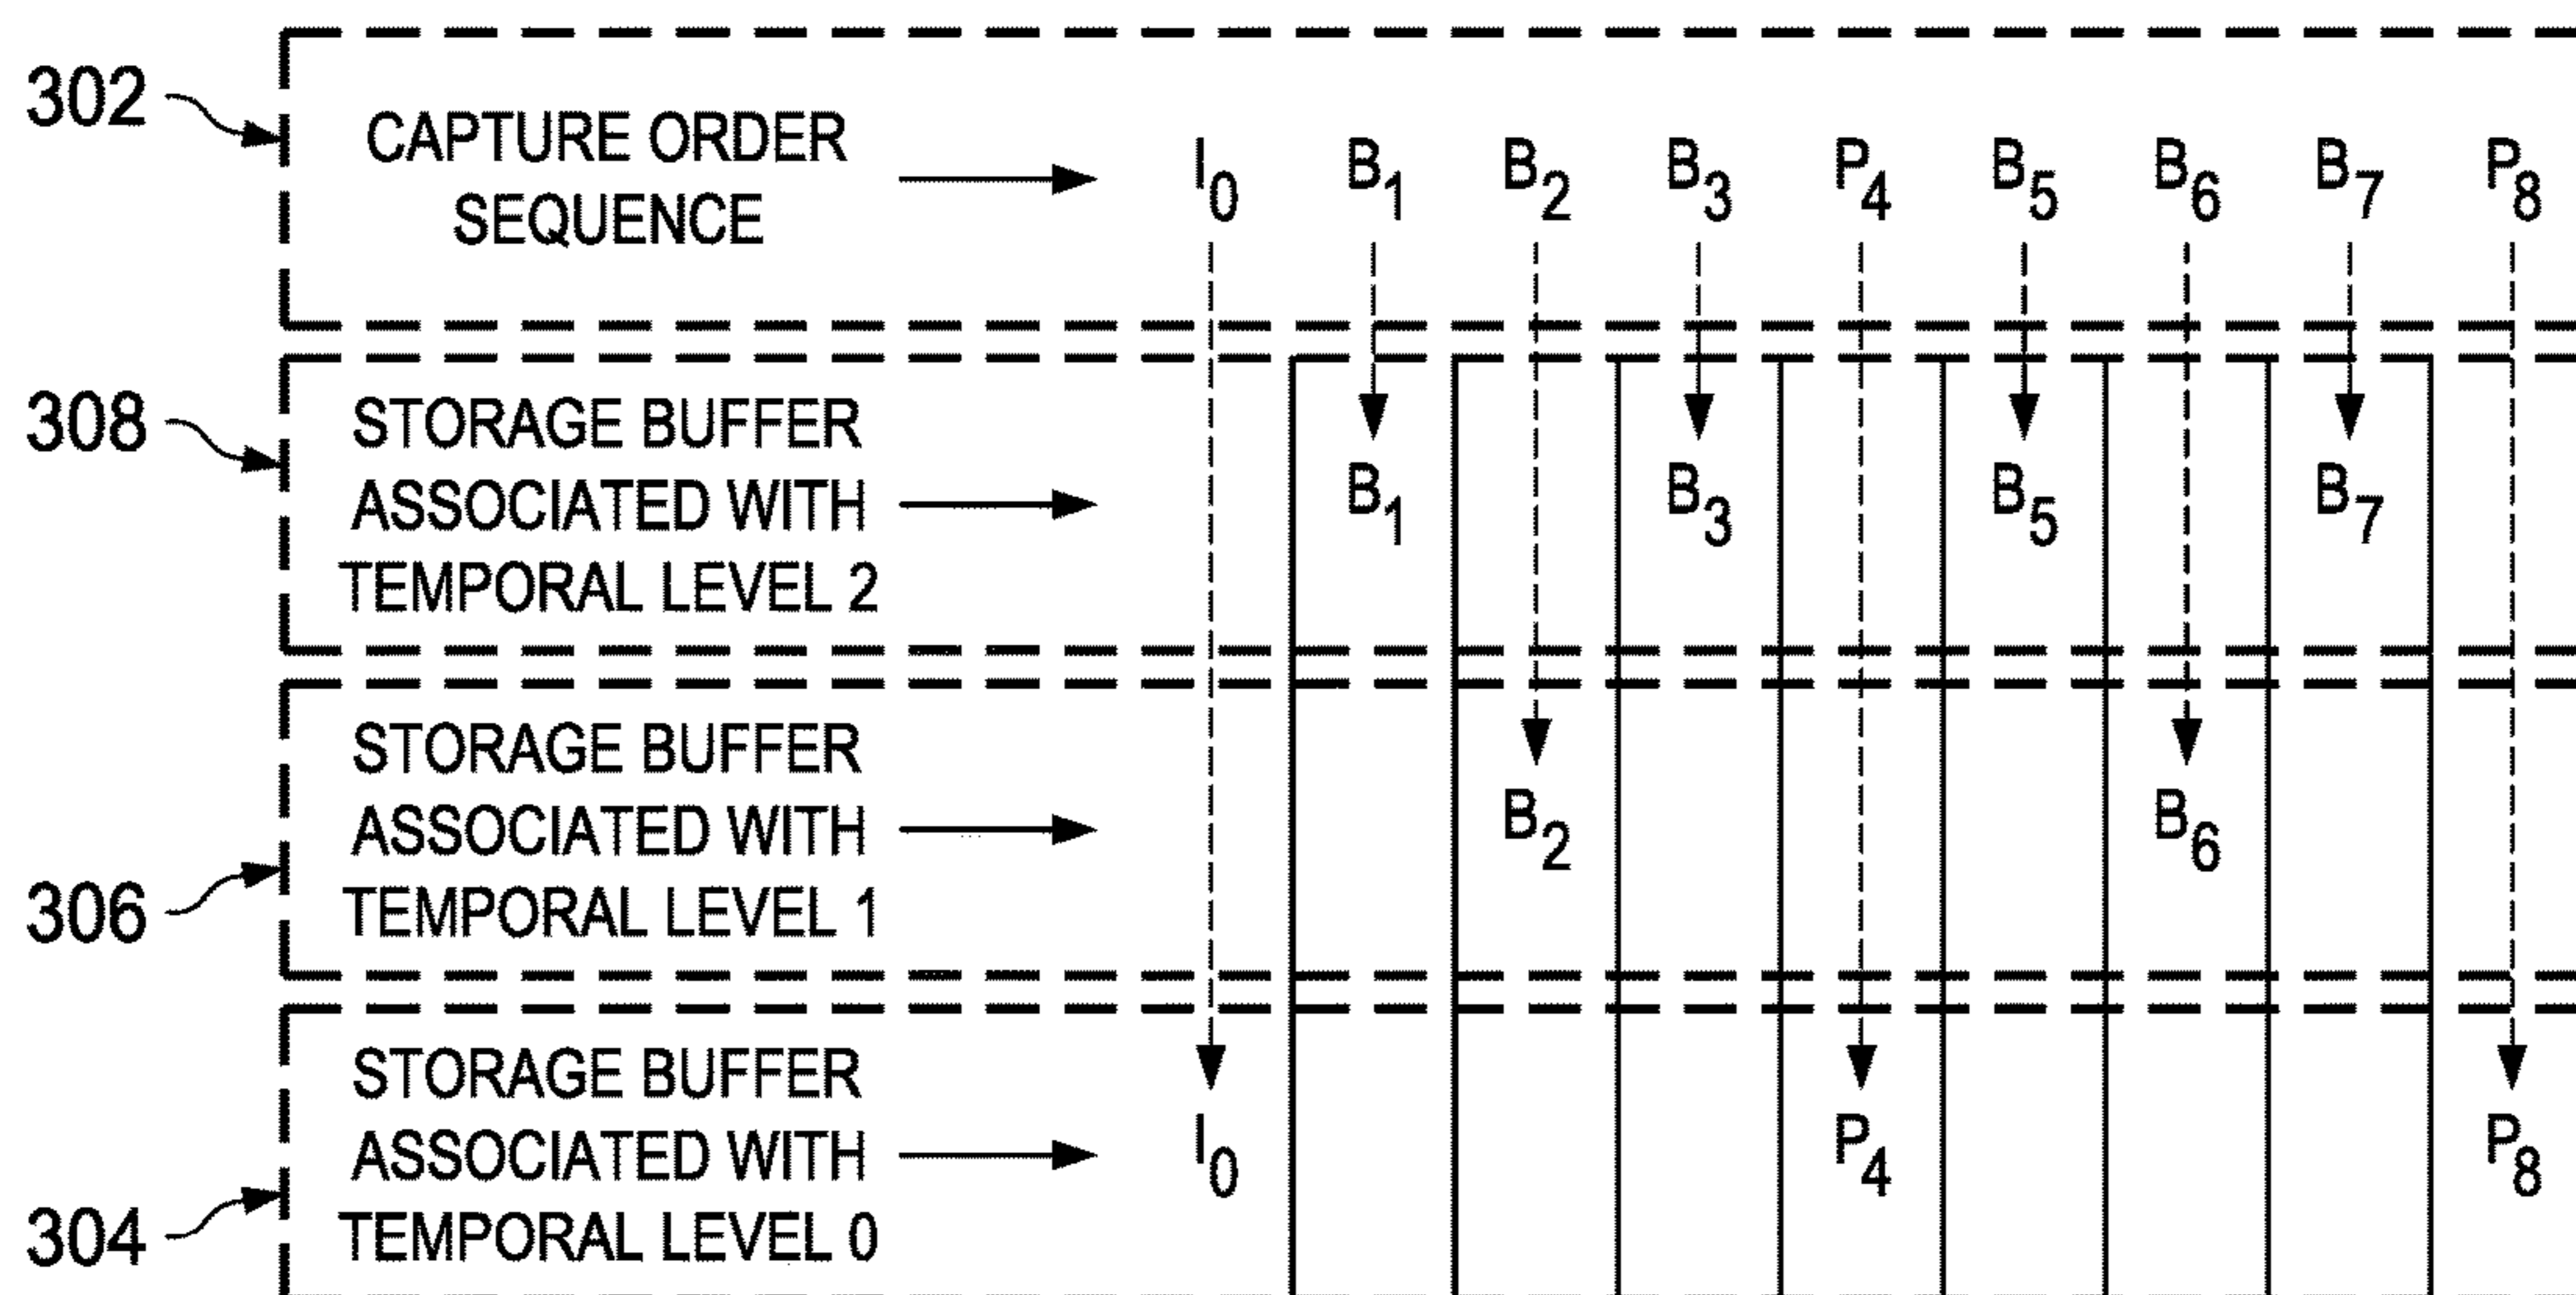 302
CAPTURE ORDER
SEQUENCE
I0 B1 B2 B3 P4 B5 B6 B7 P8
308
STORAGE BUFFER
ASSOCIATED WITH
TEMPORAL LEVEL 2
B1 B3 B5 B7
306
STORAGE BUFFER
ASSOCIATED WITH
TEMPORAL LEVEL 1
B2 B6
304
STORAGE BUFFER
ASSOCIATED WITH
TEMPORAL LEVEL 0
I0 P4 P8